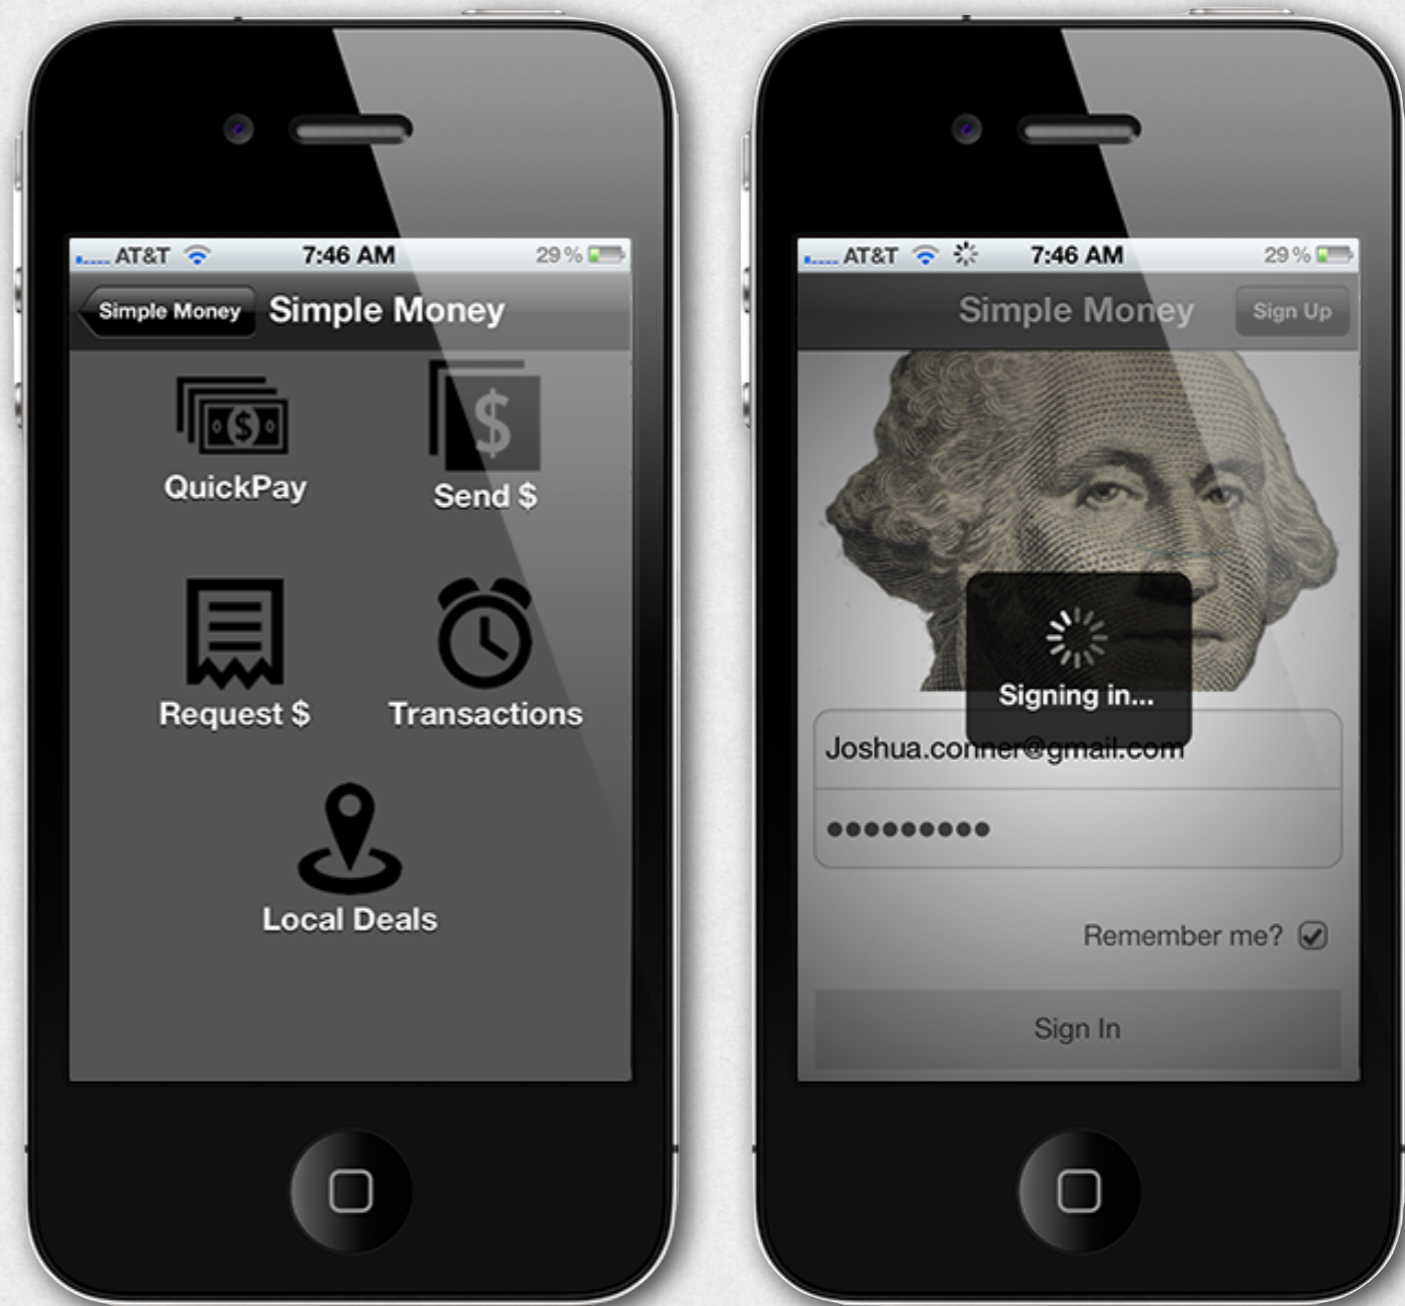 AT&T 7:46 AM 29%
Simple Money Simple Money
QuickPay
Send $
Request $
Transactions
Local Deals
AT&T 7:46 AM 29%
Simple Money Sign Up
Signing in...
Joshua.conner@gmail.com
Remember me?
Sign In